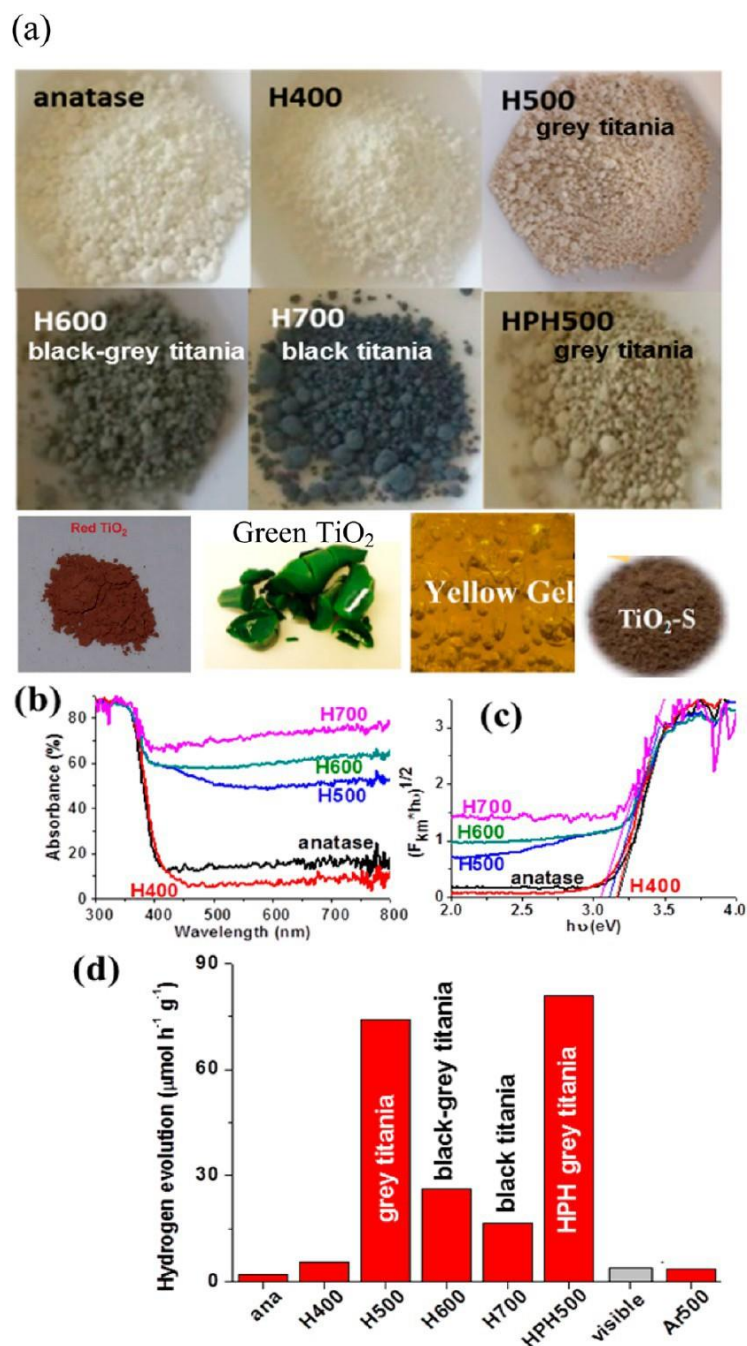 (a)
anatase
H400
H500
grey titania
H600
black-grey titania
H700
black titania
HPH500
grey titania
Red TiO₂
Green TiO₂
Yellow Gel
TiO₂-S
(b)
Absorbance (%)
80
60
40
20
0
H700
H600
H500
anatase
H400
300 400 500 600 700 800
Wavelength (nm)
(c)
(F_km*hυ)^1/2
3
2
1
0
H700
H600
H500
anatase
H400
2.0 2.5 3.0 3.5 4.0
hυ(eV)
(d)
Hydrogen evolution (μmol h⁻¹ g⁻¹)
90
60
30
0
grey titania
black-grey titania
black titania
HPH grey titania
ana H400 H500 H600 H700 HPH500 visible Ar500